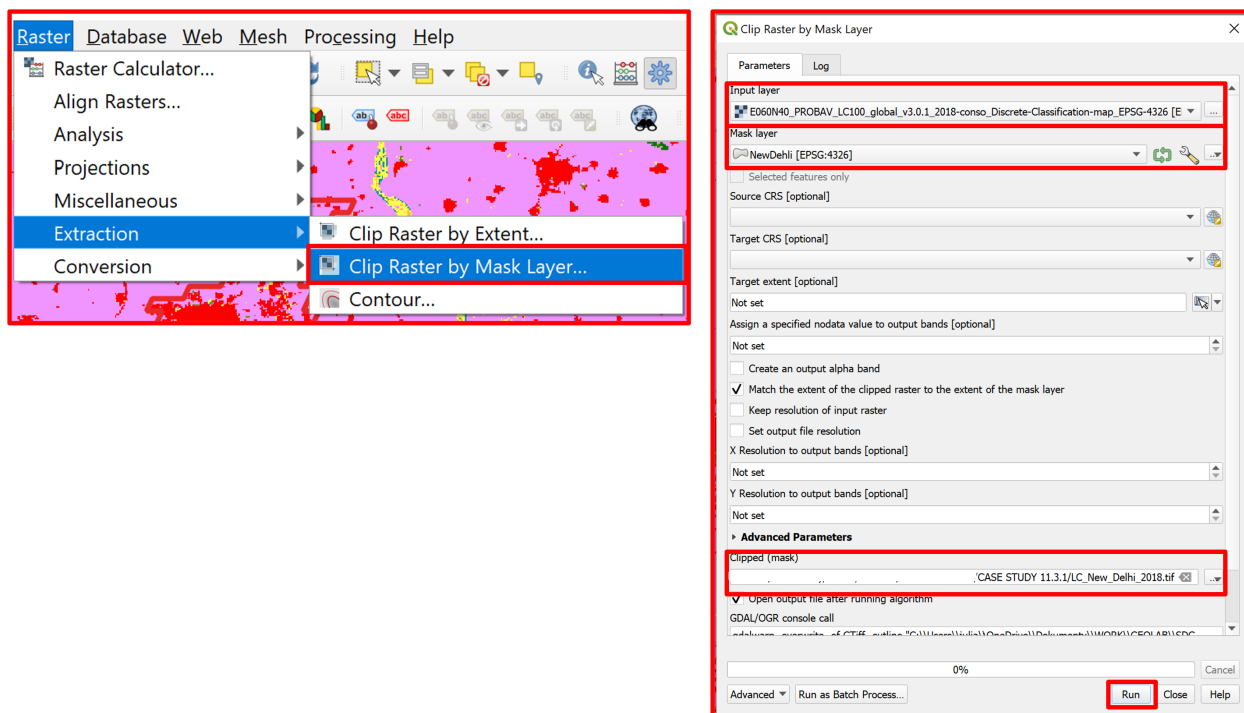 Raster Database Web Mesh Processing Help
Raster Calculator...
Align Rasters...
Analysis
Projections
Miscellaneous
Extraction
Conversion
Clip Raster by Extent...
Clip Raster by Mask Layer...
Contour...
abc abc abc abc abc abc abc
Clip Raster by Mask Layer
Parameters Log
Input layer
E060N40_PROBAV_LC100_global_v3.0.1_2018-conso_Discrete-Classification-map_EPSG-4326 [E ...
Mask layer
NewDehli [EPSG:4326]
Selected features only
Source CRS [optional]
Target CRS [optional]
Target extent [optional]
Not set
Assign a specified nodata value to output bands [optional]
Not set
Create an output alpha band
Match the extent of the clipped raster to the extent of the mask layer
Keep resolution of input raster
Set output file resolution
X Resolution to output bands [optional]
Not set
Y Resolution to output bands [optional]
Not set
Advanced Parameters
Clipped (mask)
/CASE STUDY 11.3.1/LC_New_Delhi_2018.tif
Open output file after running algorithm
GDAL/OGR console call
0% Cancel
Advanced Run as Batch Process... Run Close Help